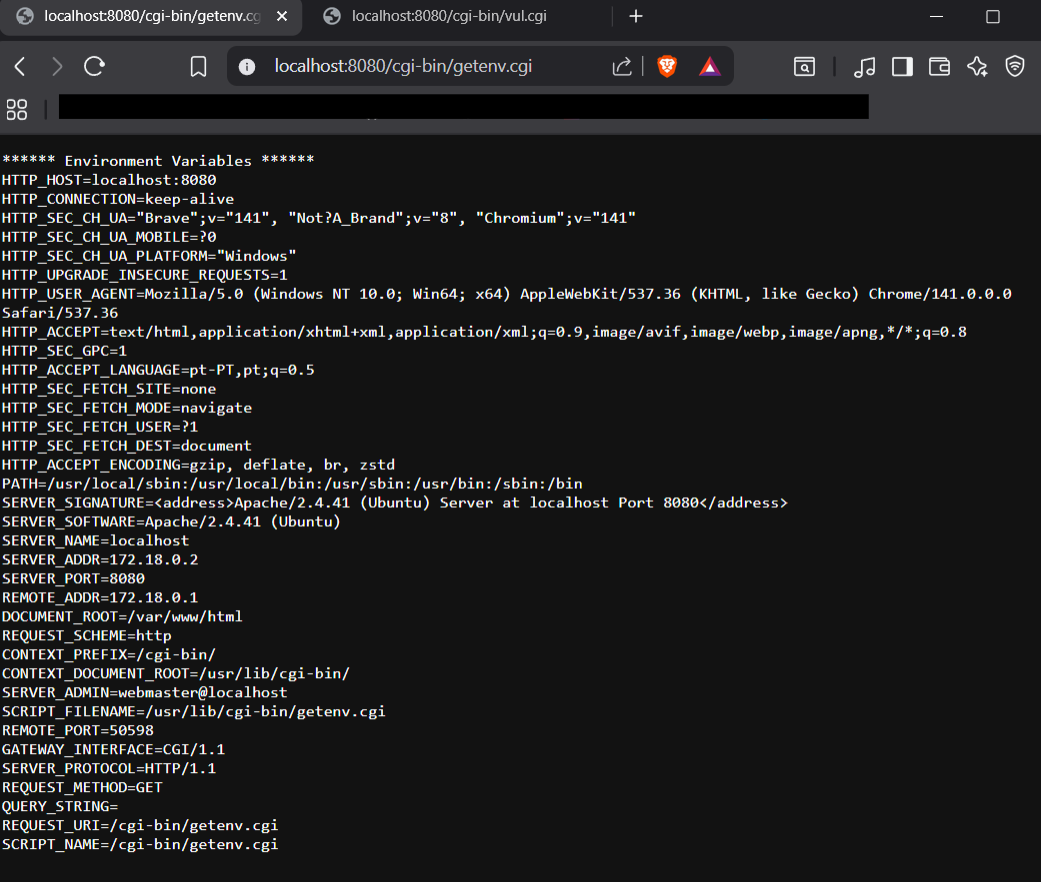 localhost:8080/cgi-bin/getenv.cg
localhost:8080/cgi-bin/vul.cgi
localhost:8080/cgi-bin/getenv.cgi
****** Environment Variables ******
HTTP_HOST=localhost:8080
HTTP_CONNECTION=keep-alive
HTTP_SEC_CH_UA="Brave";v="141", "Not?A_Brand";v="8", "Chromium";v="141"
HTTP_SEC_CH_UA_MOBILE=?0
HTTP_SEC_CH_UA_PLATFORM="Windows"
HTTP_UPGRADE_INSECURE_REQUESTS=1
HTTP_USER_AGENT=Mozilla/5.0 (Windows NT 10.0; Win64; x64) AppleWebKit/537.36 (KHTML, like Gecko) Chrome/141.0.0.0
Safari/537.36
HTTP_ACCEPT=text/html,application/xhtml+xml,application/xml;q=0.9,image/avif,image/webp,image/apng,*/*;q=0.8
HTTP_SEC_GPC=1
HTTP_ACCEPT_LANGUAGE=pt-PT,pt;q=0.5
HTTP_SEC_FETCH_SITE=none
HTTP_SEC_FETCH_MODE=navigate
HTTP_SEC_FETCH_USER=?1
HTTP_SEC_FETCH_DEST=document
HTTP_ACCEPT_ENCODING=gzip, deflate, br, zstd
PATH=/usr/local/sbin:/usr/local/bin:/usr/sbin:/usr/bin:/sbin:/bin
SERVER_SIGNATURE=<address>Apache/2.4.41 (Ubuntu) Server at localhost Port 8080</address>
SERVER_SOFTWARE=Apache/2.4.41 (Ubuntu)
SERVER_NAME=localhost
SERVER_ADDR=172.18.0.2
SERVER_PORT=8080
REMOTE_ADDR=172.18.0.1
DOCUMENT_ROOT=/var/www/html
REQUEST_SCHEME=http
CONTEXT_PREFIX=/cgi-bin/
CONTEXT_DOCUMENT_ROOT=/usr/lib/cgi-bin/
SERVER_ADMIN=webmaster@localhost
SCRIPT_FILENAME=/usr/lib/cgi-bin/getenv.cgi
REMOTE_PORT=50598
GATEWAY_INTERFACE=CGI/1.1
SERVER_PROTOCOL=HTTP/1.1
REQUEST_METHOD=GET
QUERY_STRING=
REQUEST_URI=/cgi-bin/getenv.cgi
SCRIPT_NAME=/cgi-bin/getenv.cgi